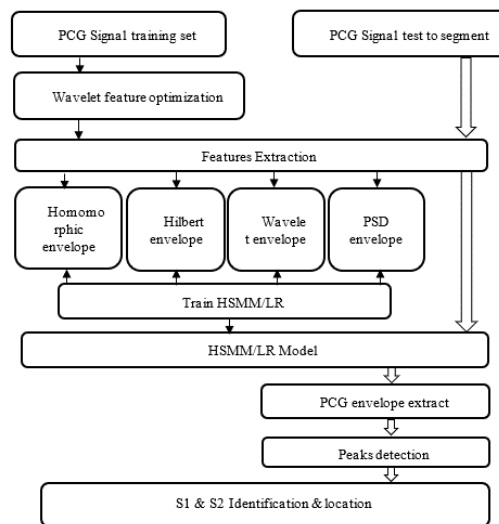 PCG Signal training set
PCG Signal test to segment
Wavelet feature optimization
Features Extraction
Homomo
rphic
envelope
Hilbert
envelope
Wave
t envelope
PSD
envelope
Train HSMM/LR
HSMM/LR Model
PCG envelope extract
Peaks detection
S1 & S2 Identification & location